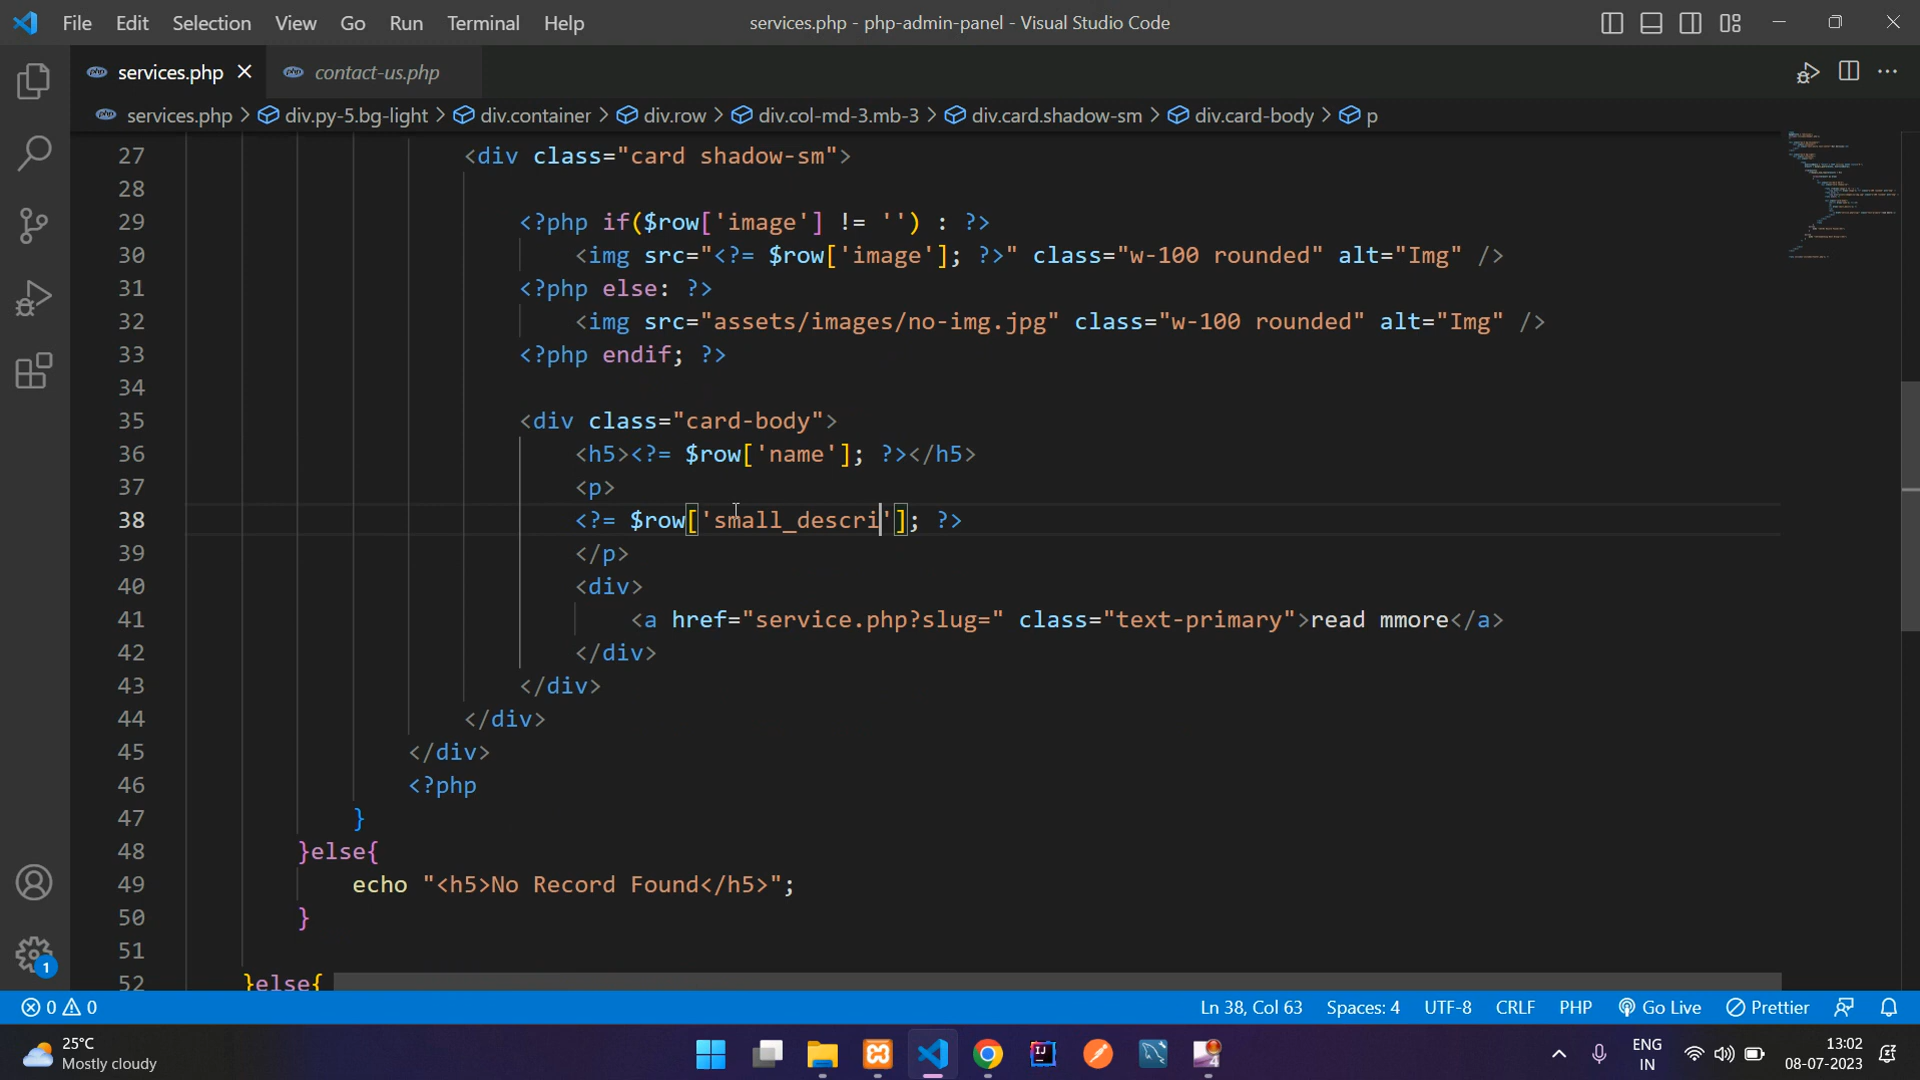 File Edit Selection View Go Run Terminal Help services.php - php-admin-panel - Visual Studio Code
services.php contact-us.php
services.php > div.py-5.bg-light > div.container > div.row > div.col-md-3.mb-3 > div.card.shadow-sm > div.card-body > p
27 <div class="card shadow-sm">
28
29 <?php if($row['image'] != '') : ?>
30 <img src="<?= $row['image']; ?>" class="w-100 rounded" alt="Img" />
31 <?php else: ?>
32 <img src="assets/images/no-img.jpg" class="w-100 rounded" alt="Img" />
33 <?php endif; ?>
34
35 <div class="card-body">
36 <h5><?= $row['name']; ?></h5>
37 <p>
38 <?= $row['small_descri']; ?>
39 </p>
40 <div>
41 <a href="service.php?slug=" class="text-primary">read mmore</a>
42 </div>
43 </div>
44 </div>
45 </div>
46 <?php
47 }
48 }else{
49 echo "<h5>No Record Found</h5>";
50 }
51
52 }else{
1
0 0 Ln 38, Col 63 Spaces: 4 UTF-8 CRLF PHP Go Live Prettier
25°C
Mostly cloudy
ENG
IN
13:02
08-07-2023